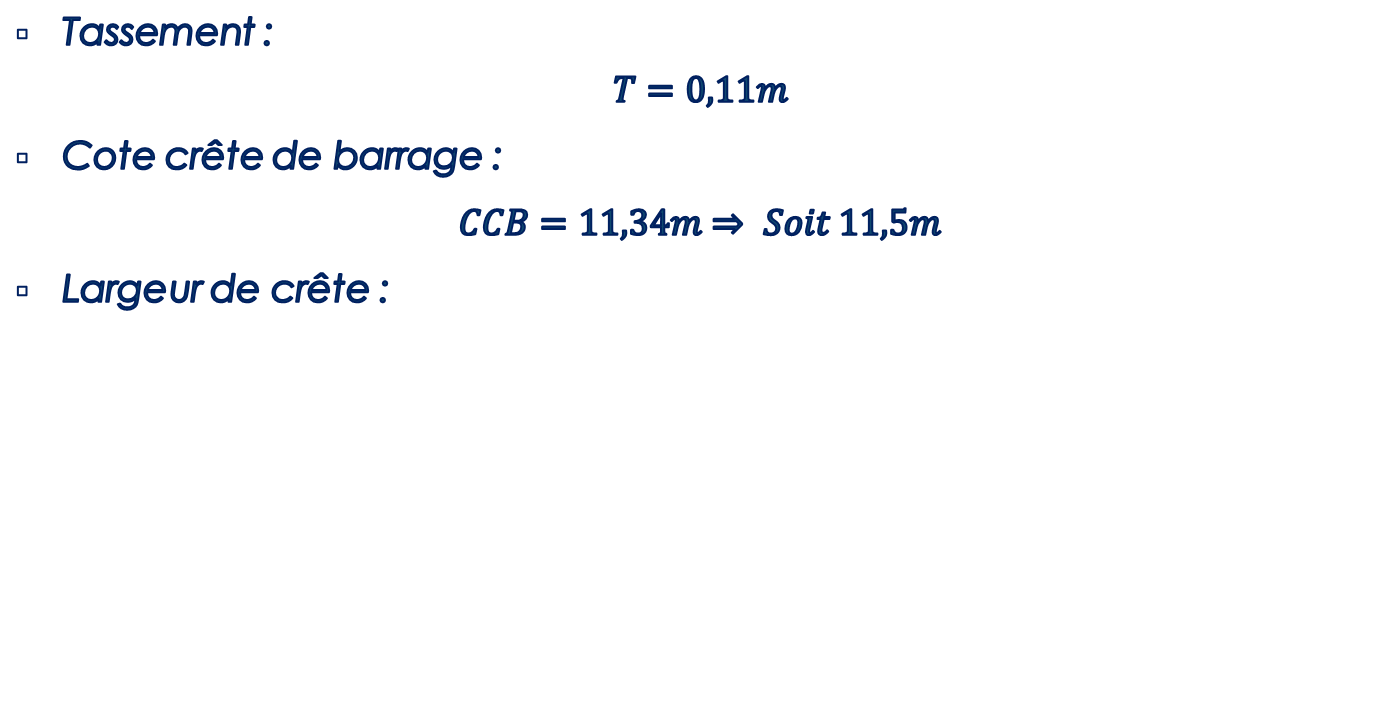 ▫ Tassement :
T = 0,11m
▫ Cote crête de barrage :
CCB = 11,34m ⇒ Soit 11,5m
▫ Largeur de crête :